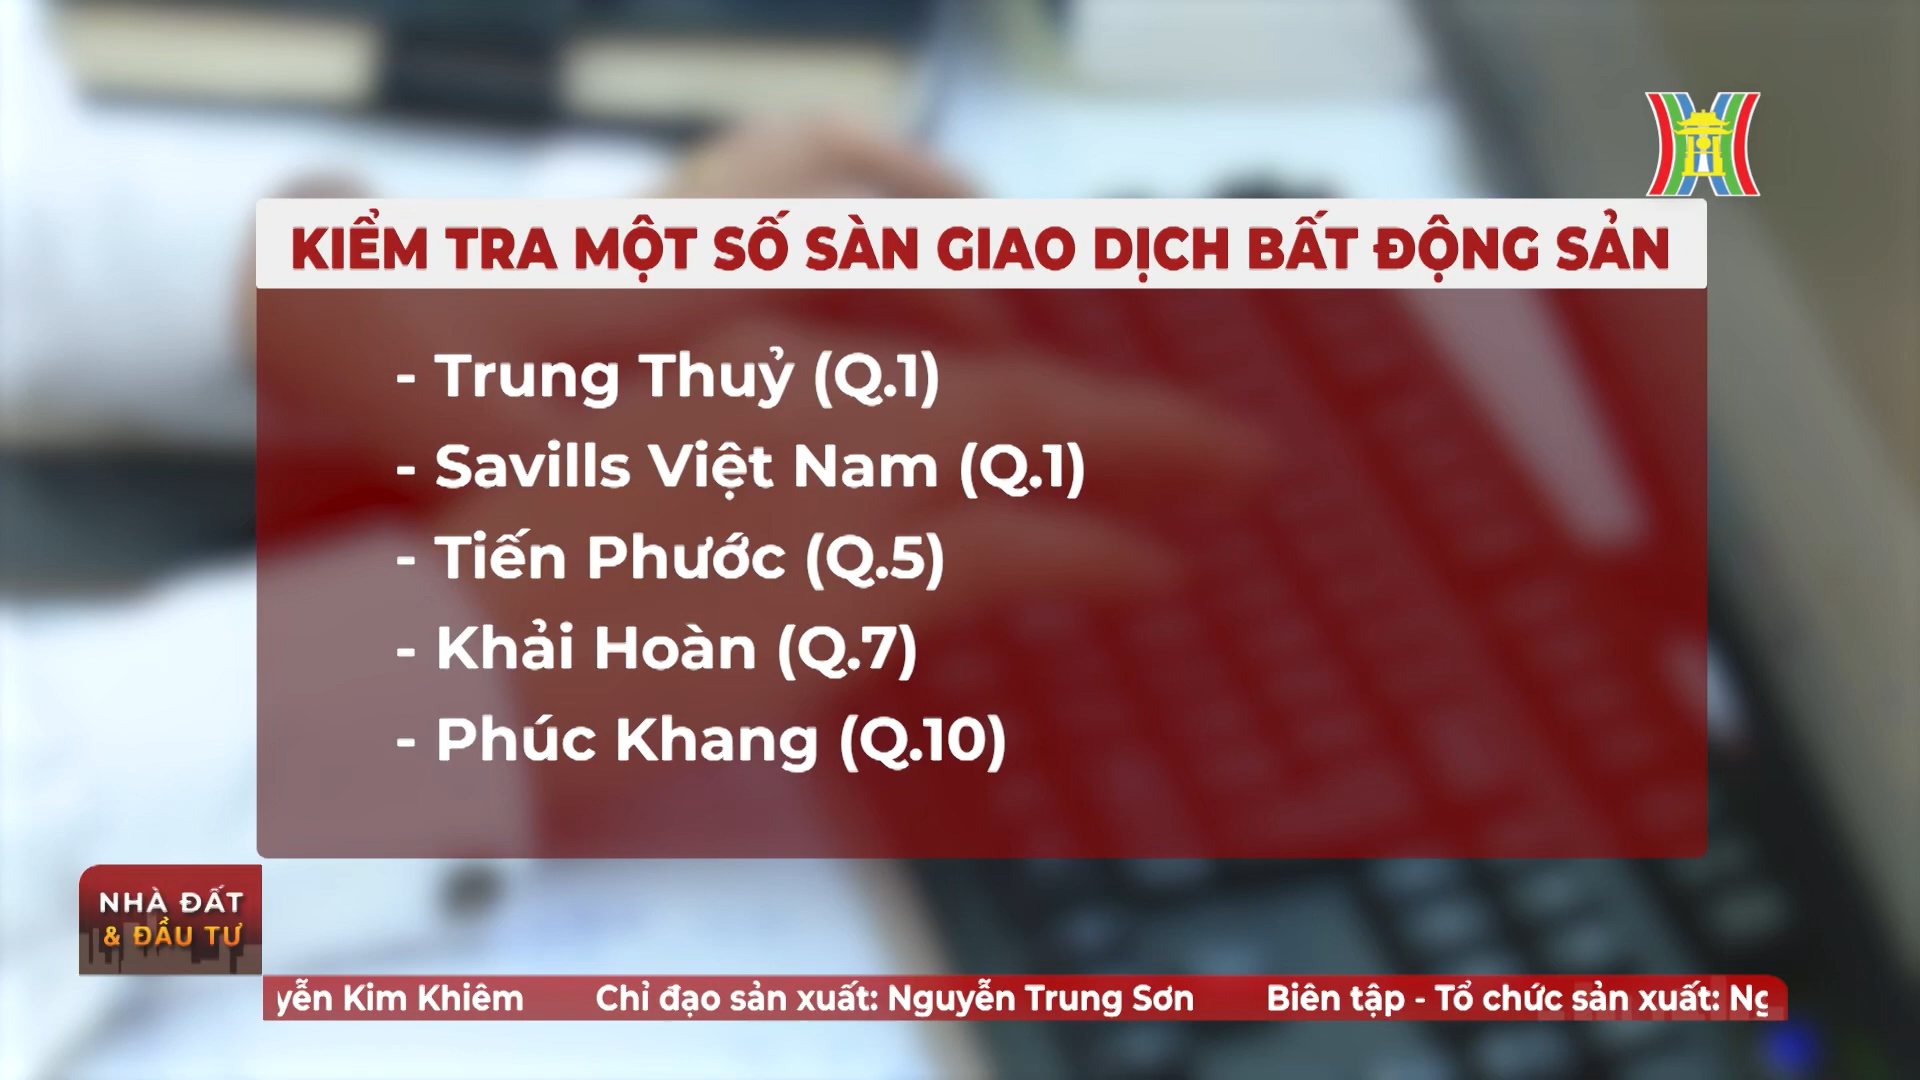 KIỂM TRA MỘT SỐ SÀN GIAO DỊCH BẤT ĐỘNG SẢN
- Trung Thuỷ (Q.1)
- Savills Việt Nam (Q.1)
- Tiến Phước (Q.5)
- Khải Hoàn (Q.7)
- Phúc Khang (Q.10)
NHÀ ĐẤT
& ĐẦU TƯ
yễn Kim Khiêm Chỉ đạo sản xuất: Nguyễn Trung Sơn Biên tập - Tổ chức sản xuất: Ng